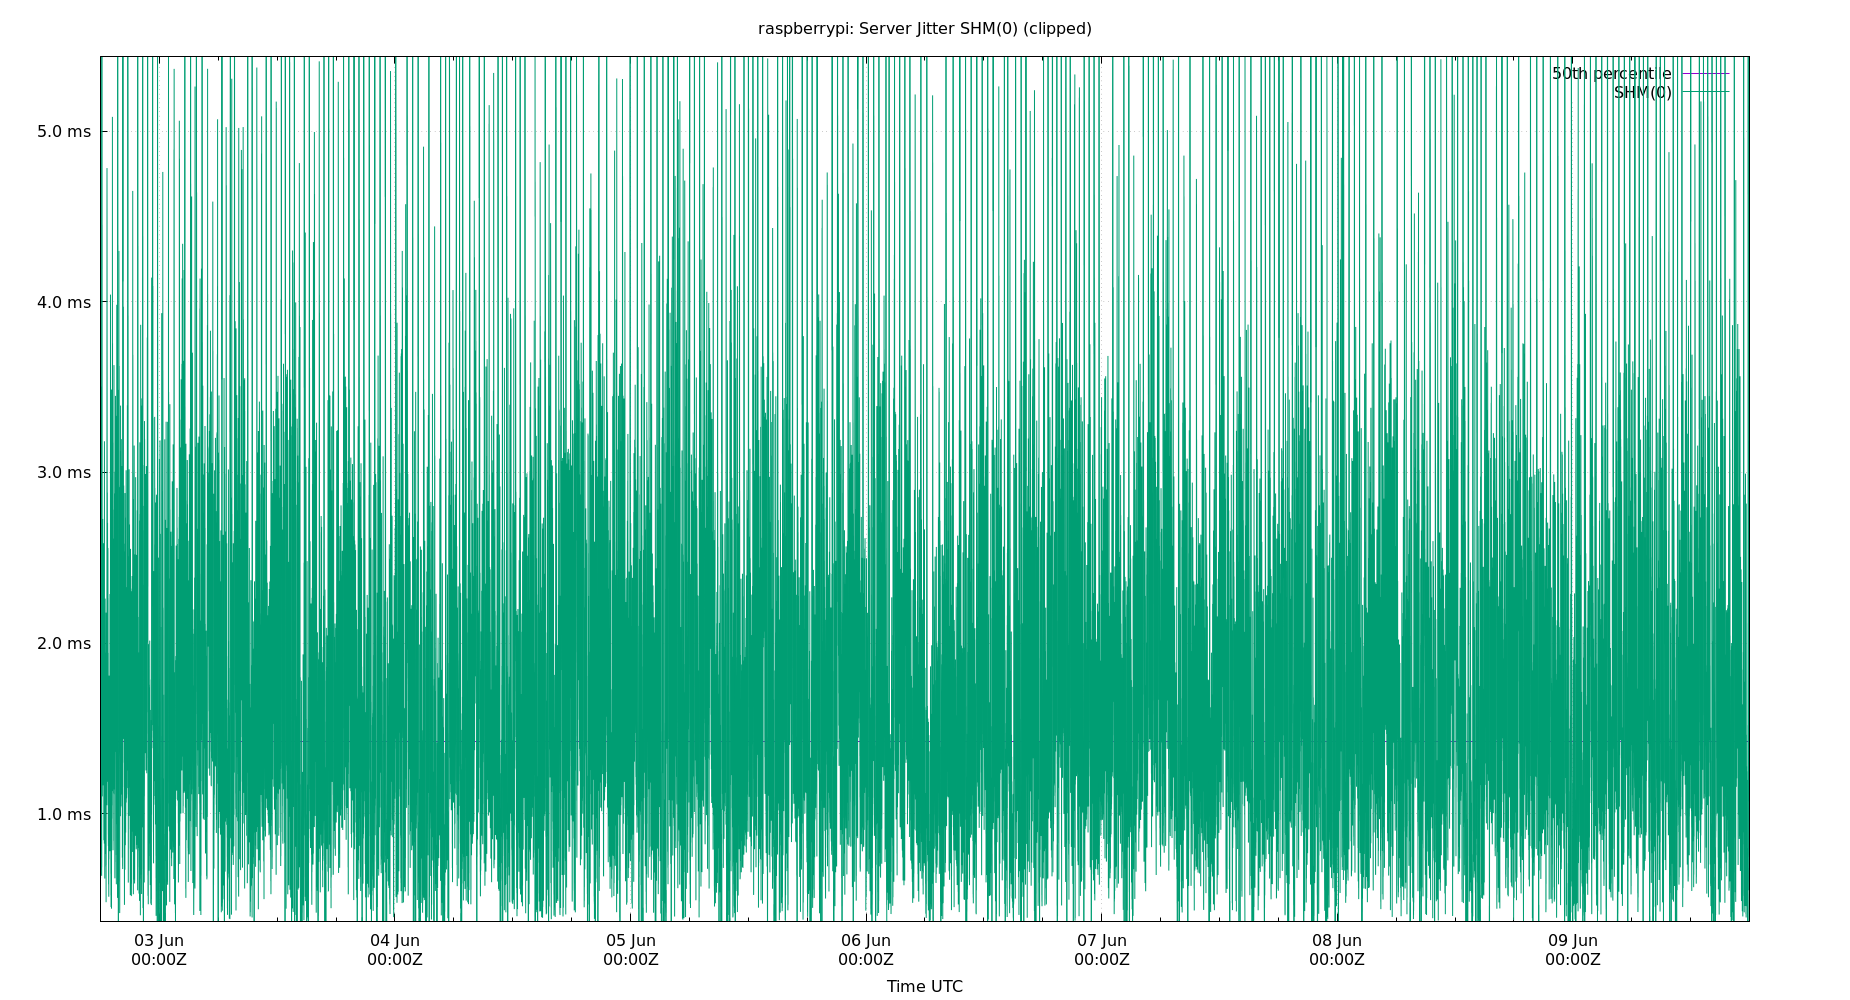 raspberrypi: Server Jitter SHM(0) (clipped)
50th percentile
SHM(0)
5.0 ms
4.0 ms
3.0 ms
2.0 ms
1.0 ms
03 Jun 04 Jun 05 Jun 06 Jun 07 Jun 08 Jun 09 Jun
00:00Z 00:00Z 00:00Z 00:00Z 00:00Z 00:00Z 00:00Z
Time UTC